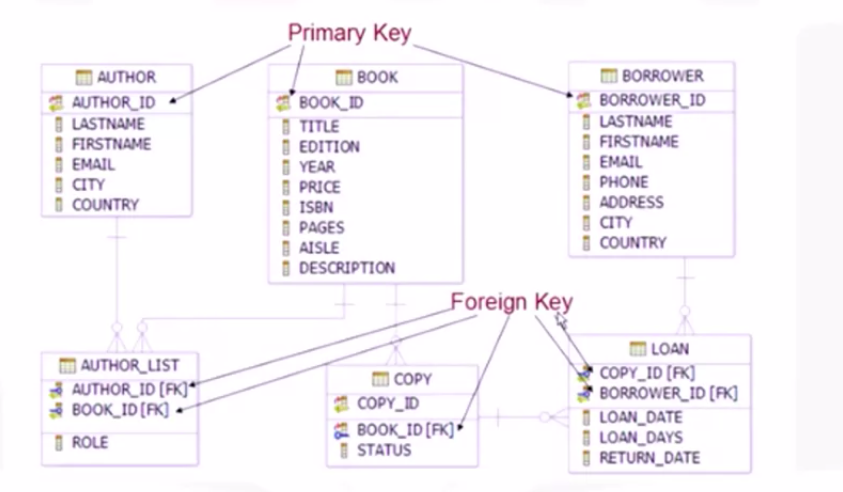 Primary Key
AUTHOR
AUTHOR_ID
LASTNAME
FIRSTNAME
EMAIL
CITY
COUNTRY
BOOK
BOOK_ID
TITLE
EDITION
YEAR
PRICE
ISBN
PAGES
AISLE
DESCRIPTION
BORROWER
BORROWER_ID
LASTNAME
FIRSTNAME
EMAIL
PHONE
ADDRESS
CITY
COUNTRY
Foreign Key
AUTHOR_LIST
AUTHOR_ID [FK]
BOOK_ID [FK]
ROLE
COPY
COPY_ID
BOOK_ID [FK]
STATUS
LOAN
COPY_ID [FK]
BORROWER_ID [FK]
LOAN_DATE
LOAN_DAYS
RETURN_DATE